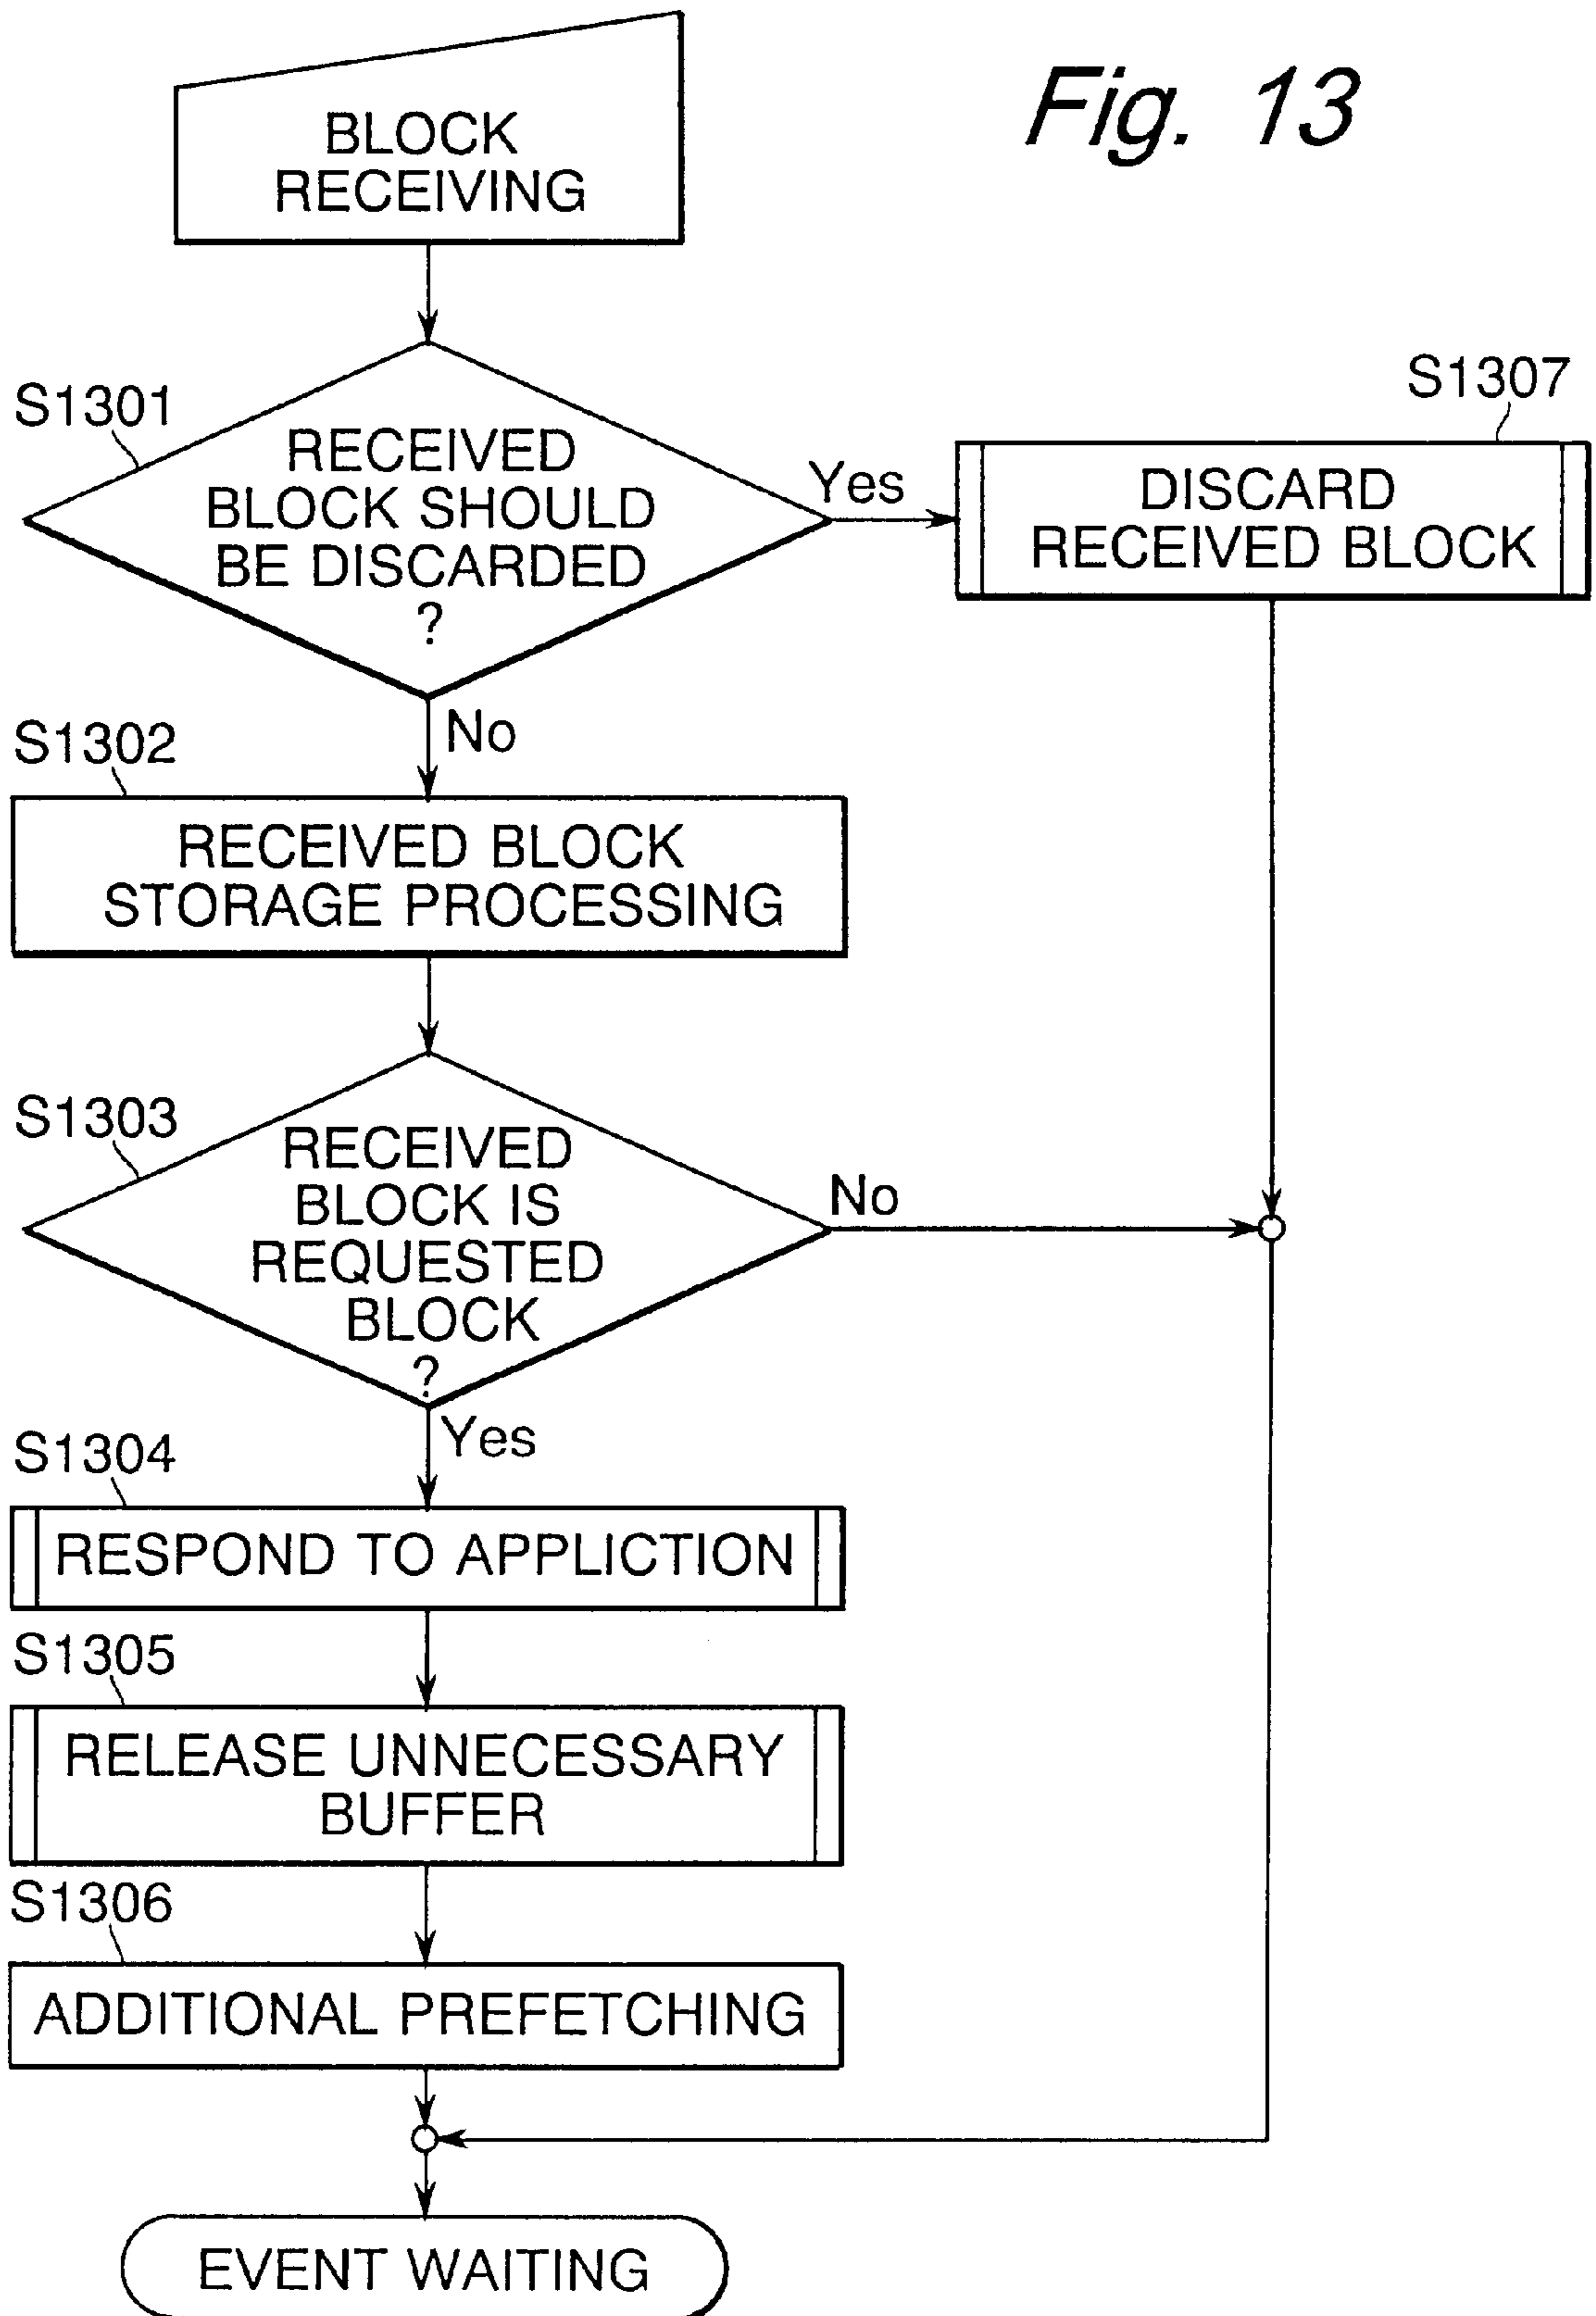 Fig. 13
BLOCK
RECEIVING
S1301
RECEIVED
BLOCK SHOULD
BE DISCARDED
?
Yes
S1307
DISCARD
RECEIVED BLOCK
No
S1302
RECEIVED BLOCK
STORAGE PROCESSING
S1303
RECEIVED
BLOCK IS
REQUESTED
BLOCK
?
No
Yes
S1304
RESPOND TO APPLICTION
S1305
RELEASE UNNECESSARY
BUFFER
S1306
ADDITIONAL PREFETCHING
EVENT WAITING